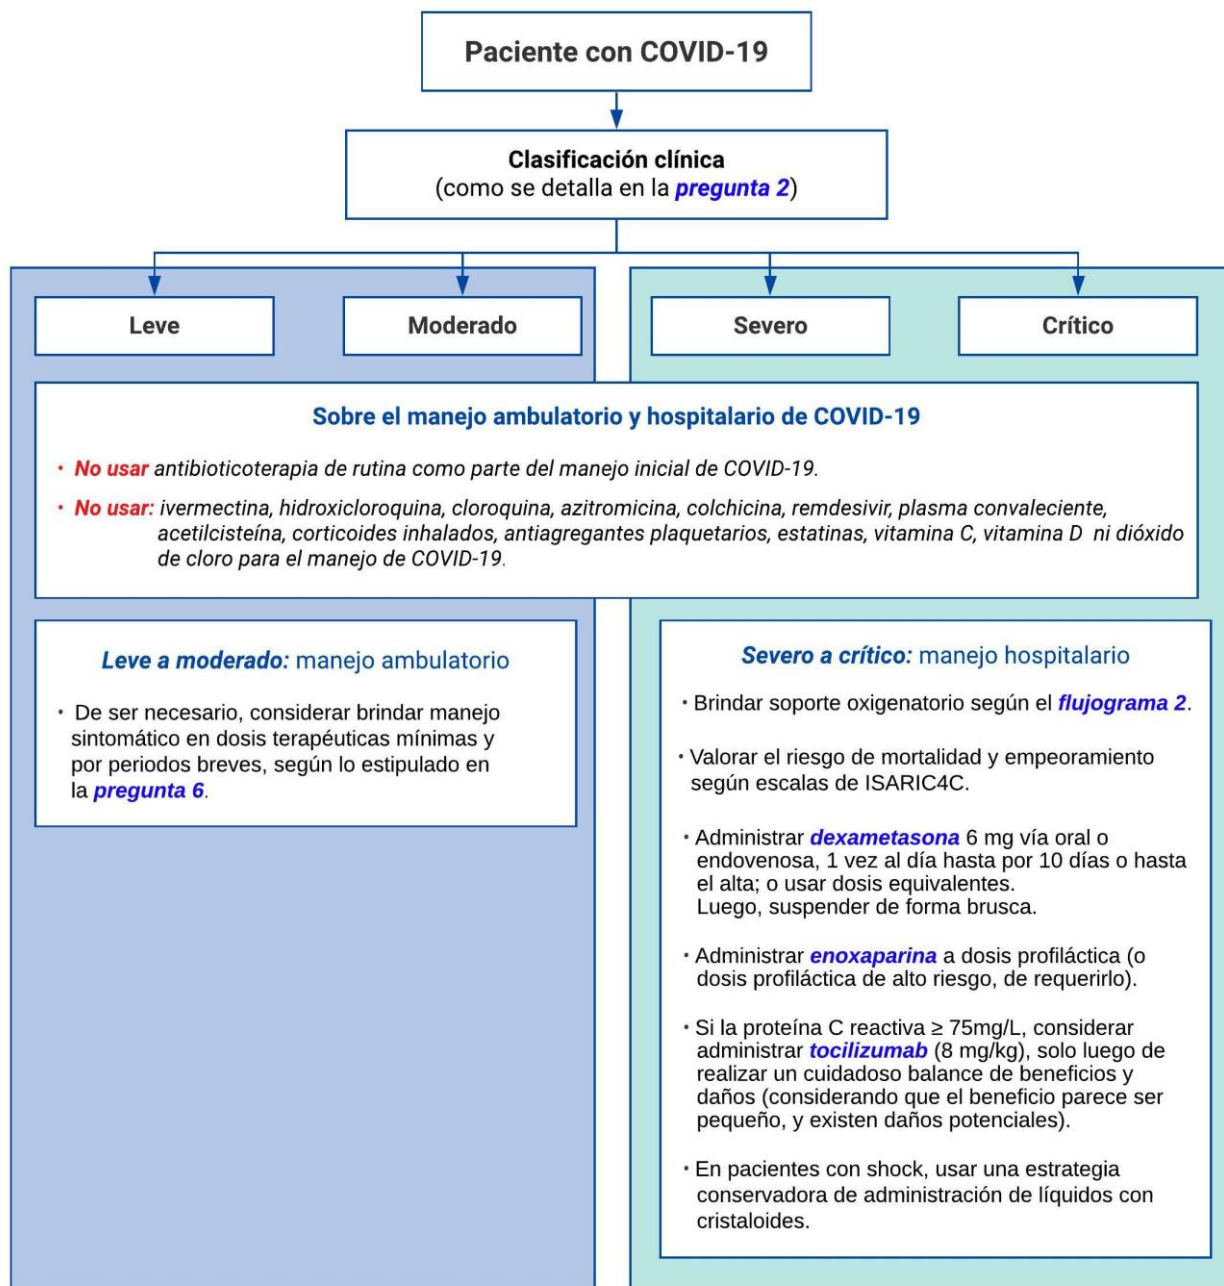 Paciente con COVID-19
Clasificación clínica
(como se detalla en la pregunta 2)
Leve
Moderado
Severo
Crítico
Sobre el manejo ambulatorio y hospitalario de COVID-19
• No usar antibioticoterapia de rutina como parte del manejo inicial de COVID-19.
• No usar: ivermectina, hidroxicloroquina, cloroquina, azitromicina, colchicina, remdesivir, plasma convaleciente,
acetilcisteína, corticoides inhalados, antiagregantes plaquetarios, estatinas, vitamina C, vitamina D ni dióxido
de cloro para el manejo de COVID-19.
Leve a moderado: manejo ambulatorio
• De ser necesario, considerar brindar manejo
sintomático en dosis terapéuticas mínimas y
por periodos breves, según lo estipulado en
la pregunta 6.
Severo a crítico: manejo hospitalario
• Brindar soporte oxigenatorio según el flujograma 2.
• Valorar el riesgo de mortalidad y empeoramiento
según escalas de ISARIC4C.
• Administrar dexametasona 6 mg vía oral o
endovenosa, 1 vez al día hasta por 10 días o hasta
el alta; o usar dosis equivalentes.
Luego, suspender de forma brusca.
• Administrar enoxaparina a dosis profiláctica (o
dosis profiláctica de alto riesgo, de requerirlo).
• Si la proteína C reactiva ≥ 75mg/L, considerar
administrar tocilizumab (8 mg/kg), solo luego de
realizar un cuidadoso balance de beneficios y
daños (considerando que el beneficio parece ser
pequeño, y existen daños potenciales).
• En pacientes con shock, usar una estrategia
conservadora de administración de líquidos con
cristaloides.